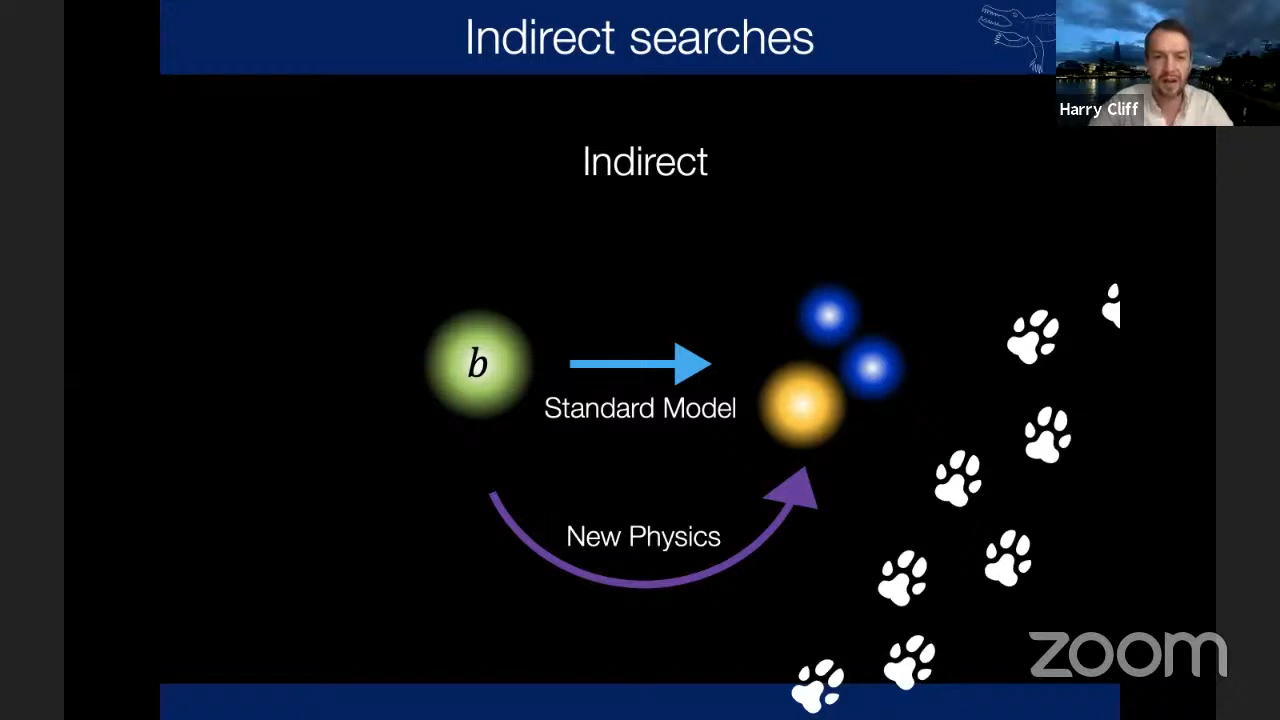 Indirect searches
Harry Cliff
Indirect
b
Standard Model
New Physics
zoom